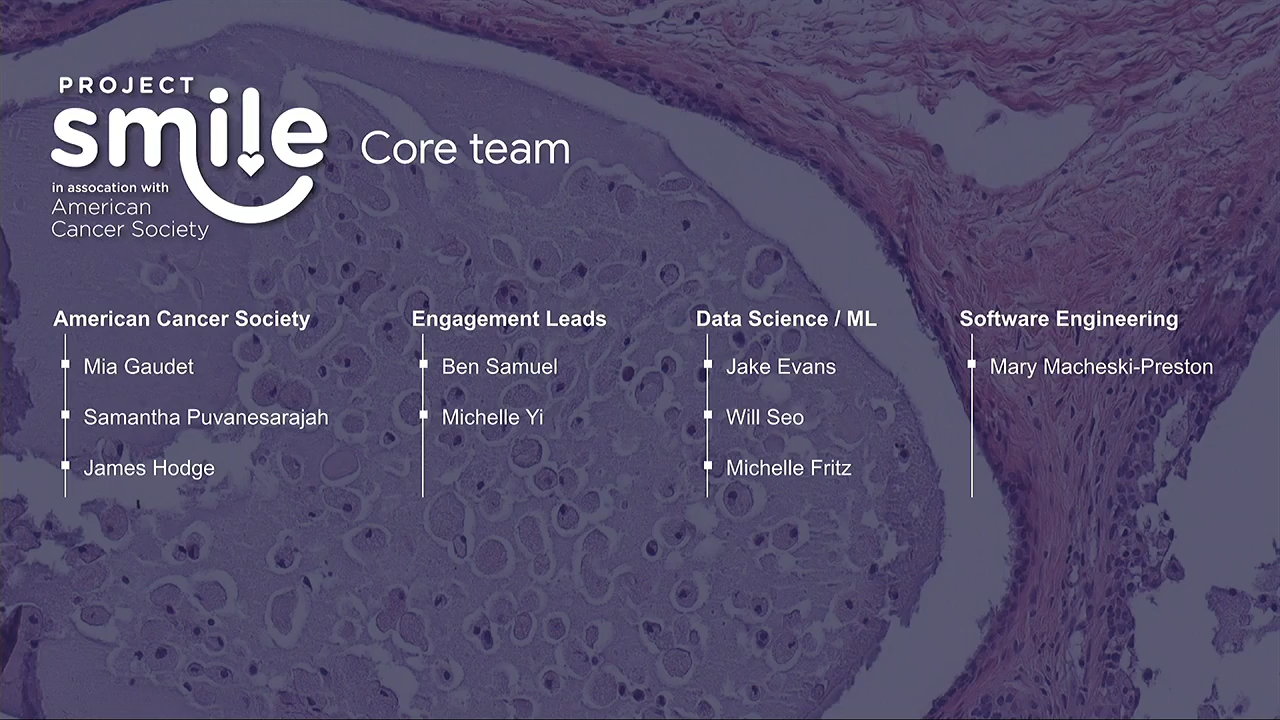 PROJECT
smile
in assocation with
American
Cancer Society
Core team
American Cancer Society
Mia Gaudet
Samantha Puvanesarajah
James Hodge
Engagement Leads
Ben Samuel
Michelle Yi
Data Science / ML
Jake Evans
Will Seo
Michelle Fritz
Software Engineering
Mary Macheski-Preston